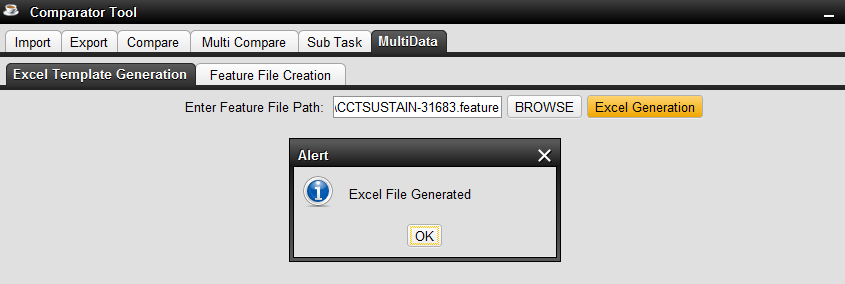 Comparator Tool
Import Export Compare Multi Compare Sub Task MultiData
Excel Template Generation Feature File Creation
Enter Feature File Path: \CCTSUSTAIN-31683.feature BROWSE Excel Generation
Alert
Excel File Generated
OK